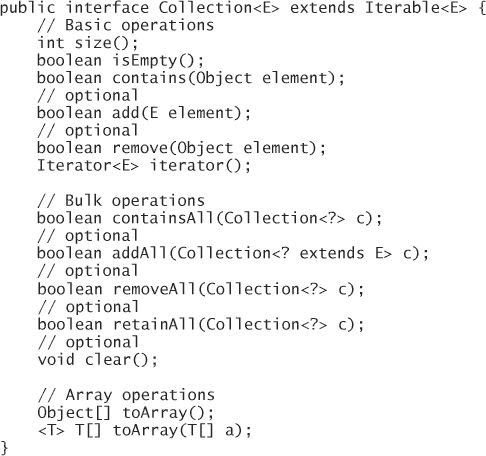 public interface Collection<E> extends Iterable<E> {
    // Basic operations
    int size();
    boolean isEmpty();
    boolean contains(Object element);
    // optional
    boolean add(E element);
    // optional
    boolean remove(Object element);
    Iterator<E> iterator();

    // Bulk operations
    boolean containsAll(Collection<?> c);
    // optional
    boolean addAll(Collection<? extends E> c);
    // optional
    boolean removeAll(Collection<?> c);
    // optional
    boolean retainAll(Collection<?> c);
    // optional
    void clear();

    // Array operations
    Object[] toArray();
    <T> T[] toArray(T[] a);
}